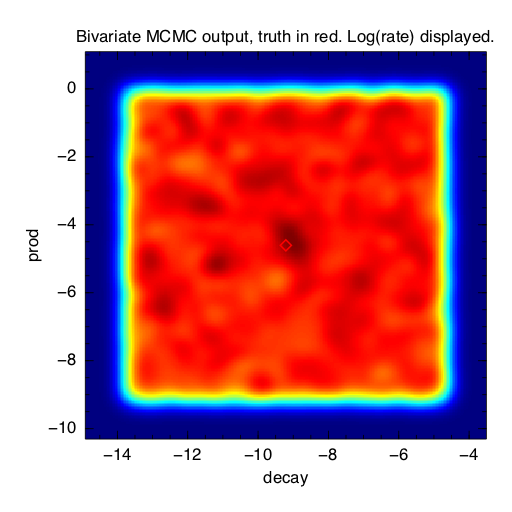 Bivariate MCMC output, truth in red. Log(rate) displayed.
0
−2
−4
−6
−8
−10
prod
−14 −12 −10 −8 −6 −4
decay